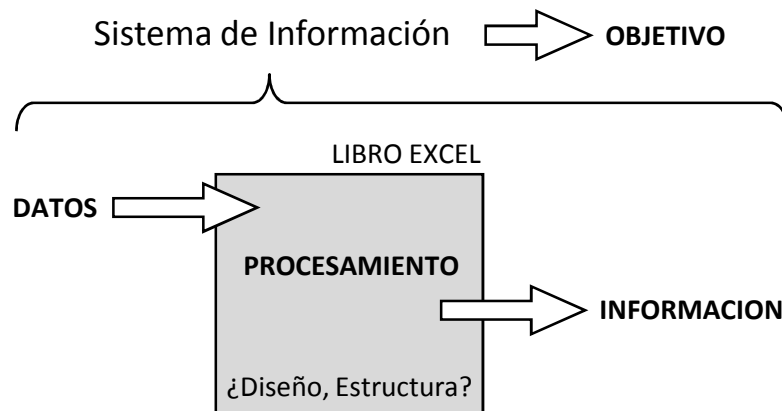 Sistema de Información OBJETIVO
LIBRO EXCEL
DATOS
PROCESAMIENTO
INFORMACION
¿Diseño, Estructura?